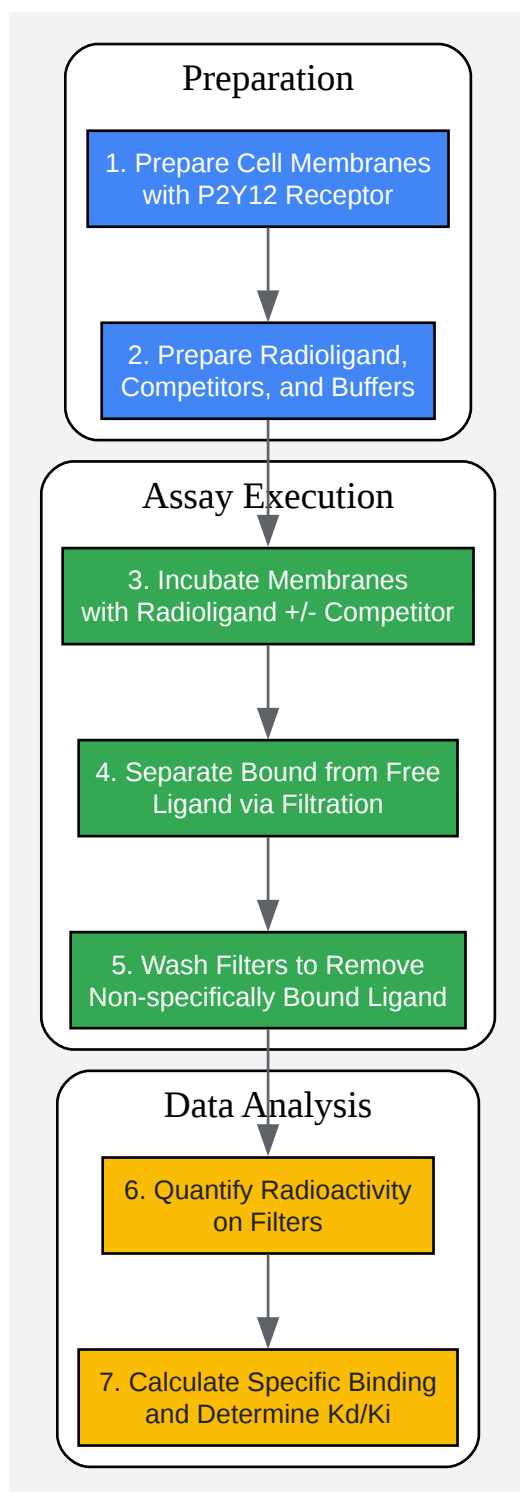 Preparation
1. Prepare Cell Membranes
with P2Y12 Receptor
2. Prepare Radioligand,
Competitors, and Buffers
Assay Execution
3. Incubate Membranes
with Radioligand +/- Competitor
4. Separate Bound from Free
Ligand via Filtration
5. Wash Filters to Remove
Non-specifically Bound Ligand
Data Analysis
6. Quantify Radioactivity
on Filters
7. Calculate Specific Binding
and Determine Kd/Ki